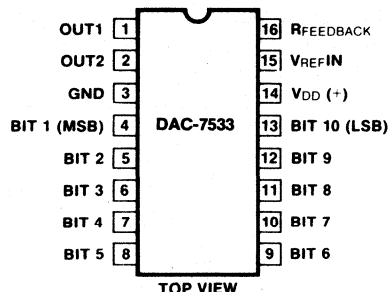 OUT1 1 16 RFEEDBACK
OUT2 2 15 VREFIN
GND 3 14 VDD (+)
BIT 1 (MSB) 4 DAC-7533 13 BIT 10 (LSB)
BIT 2 5 12 BIT 9
BIT 3 6 11 BIT 8
BIT 4 7 10 BIT 7
BIT 5 8 9 BIT 6
TOP VIEW